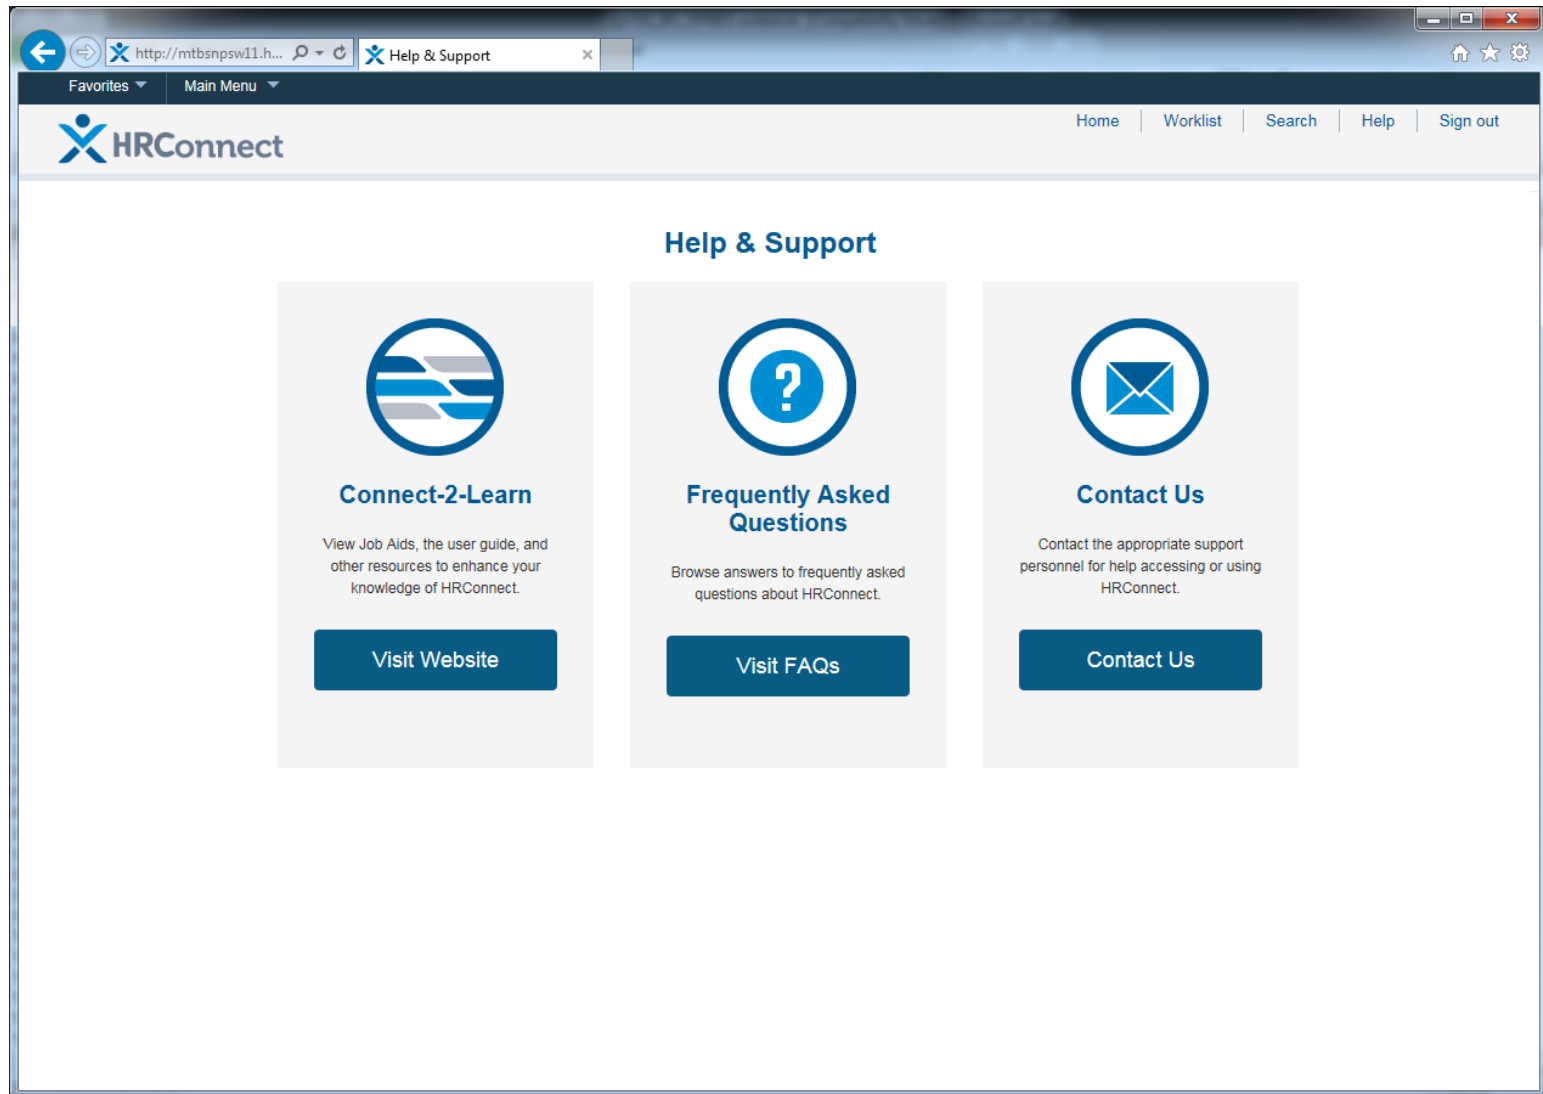 http://mtbsnpsw11.h...
Help & Support
Favorites
Main Menu
HRConnect
Home
Worklist
Search
Help
Sign out
Help & Support
Connect-2-Learn
View Job Aids, the user guide, and
other resources to enhance your
knowledge of HRConnect.
Visit Website
Frequently Asked
Questions
Browse answers to frequently asked
questions about HRConnect.
Visit FAQs
Contact Us
Contact the appropriate support
personnel for help accessing or using
HRConnect.
Contact Us